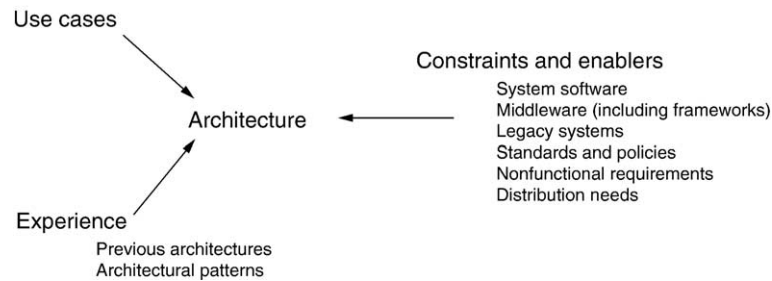 Use cases
Constraints and enablers
System software
Middleware (including frameworks)
Legacy systems
Standards and policies
Nonfunctional requirements
Distribution needs
Architecture
Experience
Previous architectures
Architectural patterns